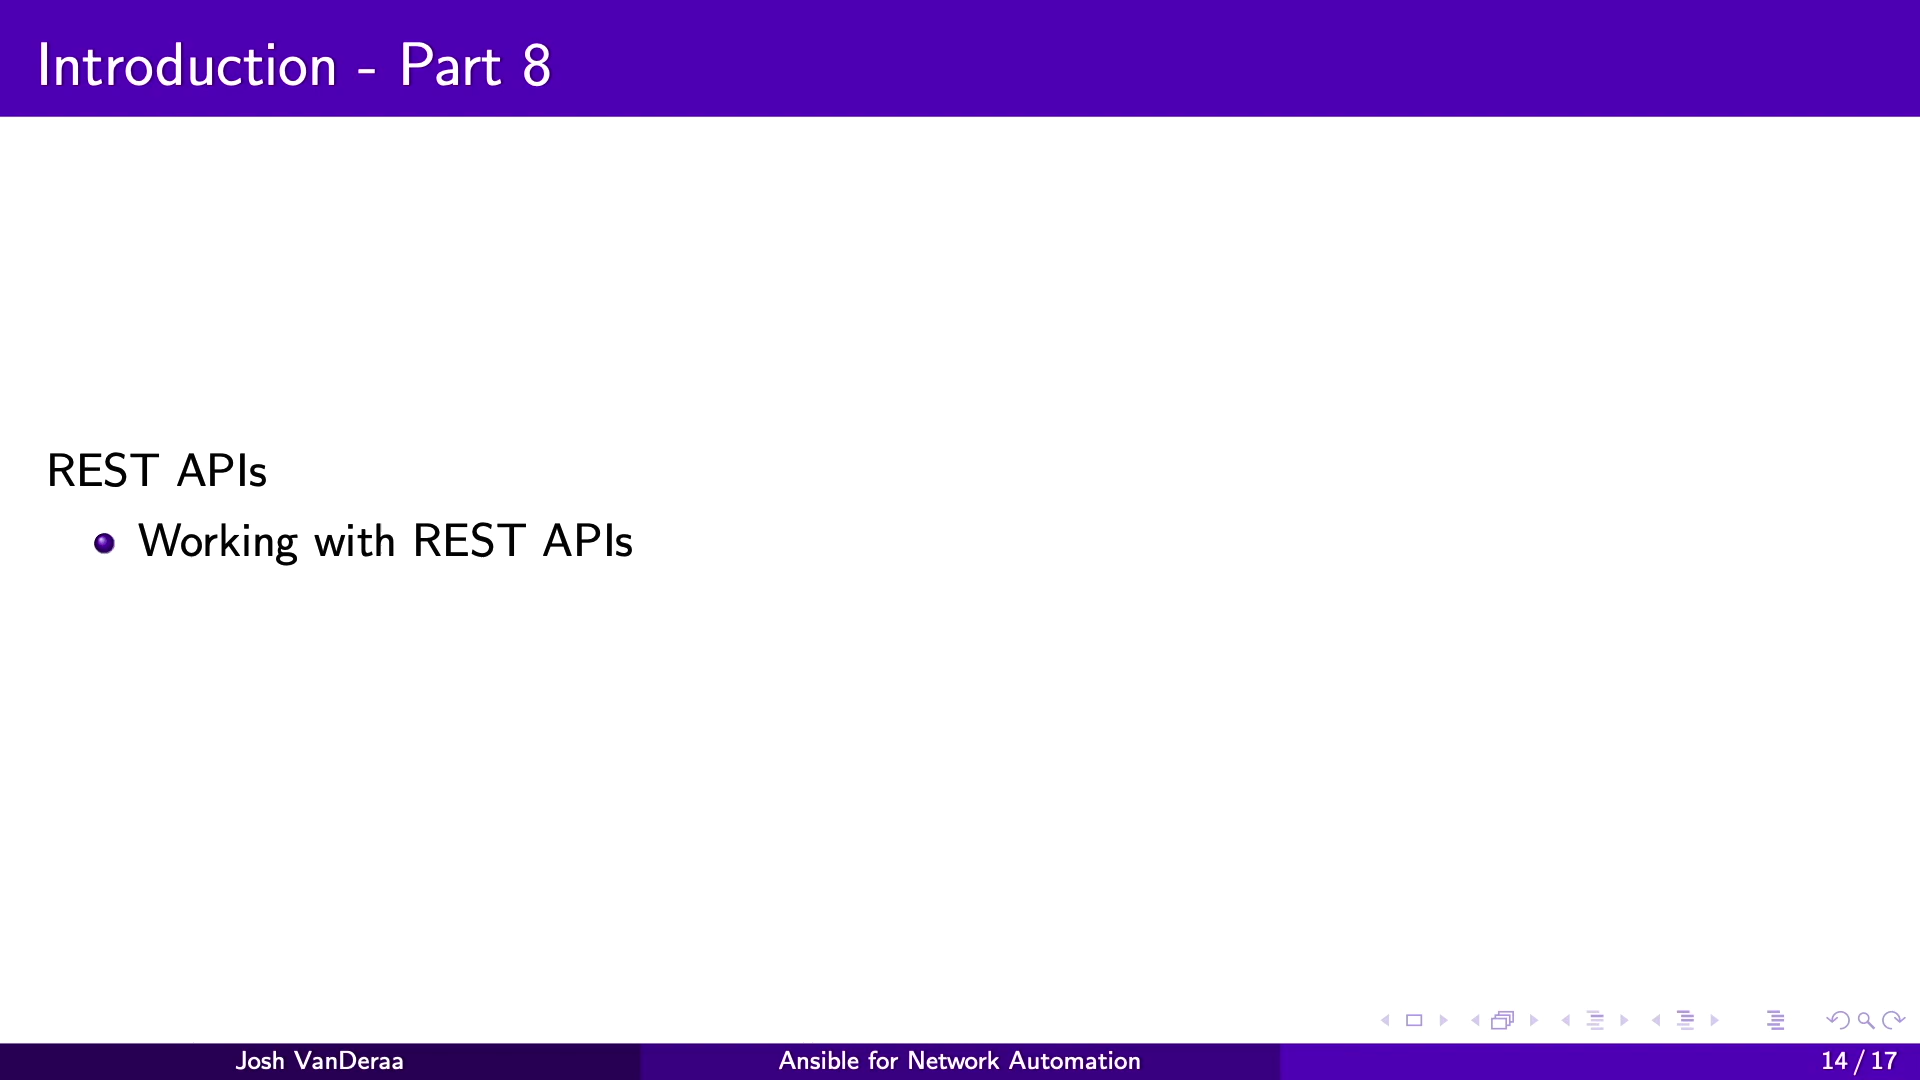 Introduction - Part 8
REST APIs
Working with REST APIs
Josh VanDeraa
Ansible for Network Automation
14 / 17